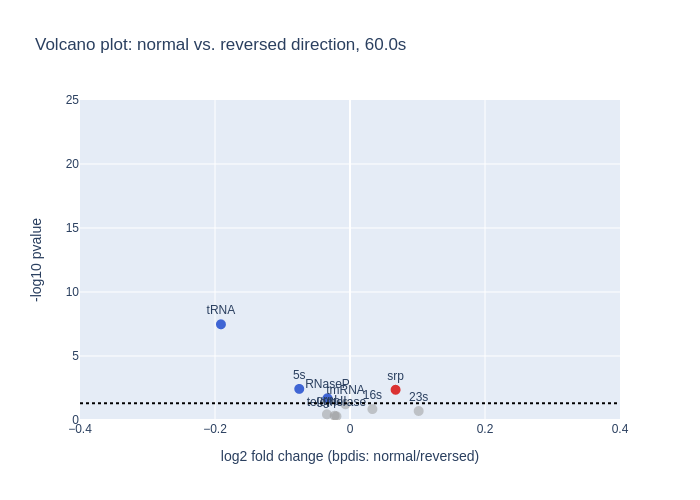 Volcano plot: normal vs. reversed direction, 60.0s
25
20
15
10
5
0
-log10 pvalue
tRNA
5s
RNaseP
tmRNA
srp
16s
23s
−0.4
−0.2
0
0.2
0.4
log2 fold change (bpdis: normal/reversed)